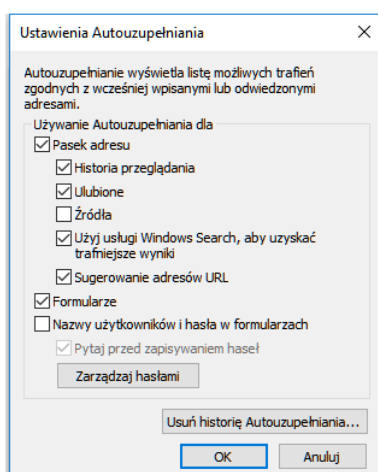 Ustawienia Autouzupełniania
Autouzupełnianie wyświetla listę możliwych trafień
zgodnych z wcześniej wpisanymi lub odwiedzonymi
adresami.
Używanie Autouzupełniania dla
Pasek adresu
Historia przeglądania
Ulubione
Źródła
Użyj usługi Windows Search, aby uzyskać
trafniejsze wyniki
Sugerowanie adresów URL
Formularze
Nazwy użytkowników i hasła w formularzach
Pytaj przed zapisywaniem haseł
Zarządzaj hasłami
Usuń historię Autouzupełniania...
OK Anuluj